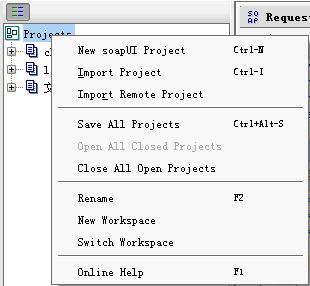 SO
AP Reques
Projects
New soapUI Project Ctrl-N
Import Project Ctrl-I
Import Remote Project
Save All Projects Ctrl+Alt-S
Open All Closed Projects
Close All Open Projects
Rename F2
New Workspace
Switch Workspace
Online Help F1